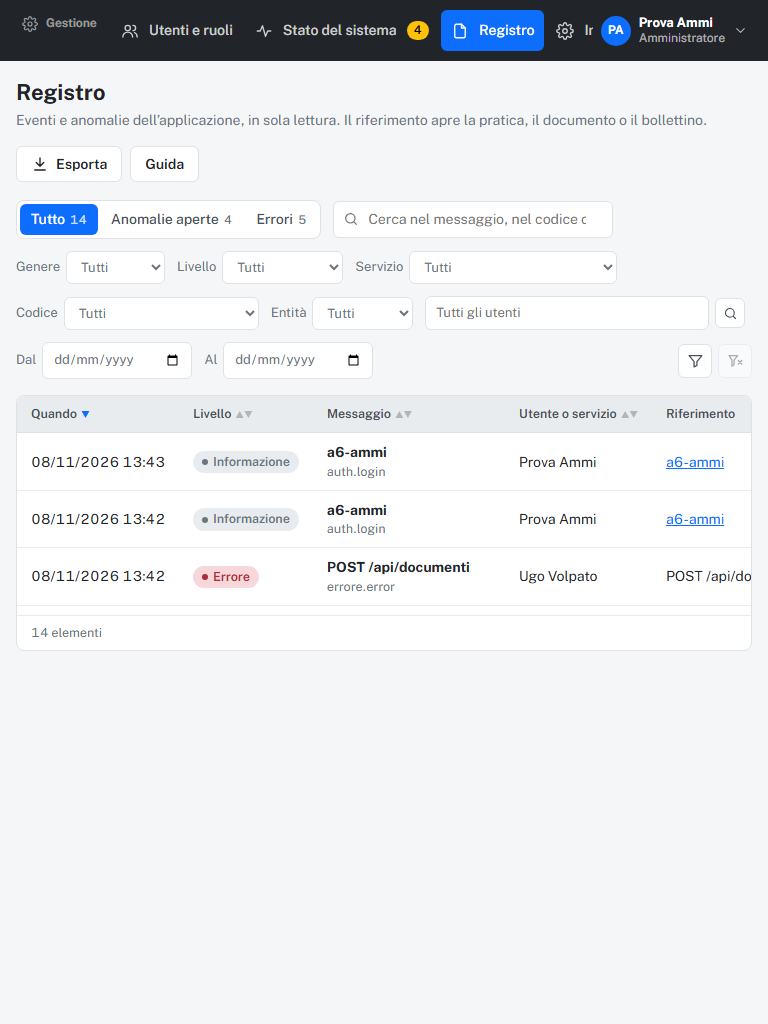 Gestione
Utenti e ruoli
Stato del sistema 4
Registro
PA
Prova Ammi
Amministratore
Registro
Eventi e anomalie dell'applicazione, in sola lettura. Il riferimento apre la pratica, il documento o il bollettino.
Esporta
Guida
Tutto 14
Anomalie aperte 4
Errori 5
Cerca nel messaggio, nel codice
Genere Tutti
Livello Tutti
Servizio Tutti
Codice Tutti
Entità Tutti
Tutti gli utenti
Dal dd/mm/yyyy
Al dd/mm/yyyy
Quando ▼ Livello ▲▼ Messaggio ▲▼ Utente o servizio ▲▼ Riferimento
08/11/2026 13:43 Informazione a6-ammi Prova Ammi a6-ammi
auth.login
08/11/2026 13:42 Informazione a6-ammi Prova Ammi a6-ammi
auth.login
08/11/2026 13:42 Errore POST /api/documenti Ugo Volpato POST /api/do
errore.error
14 elementi